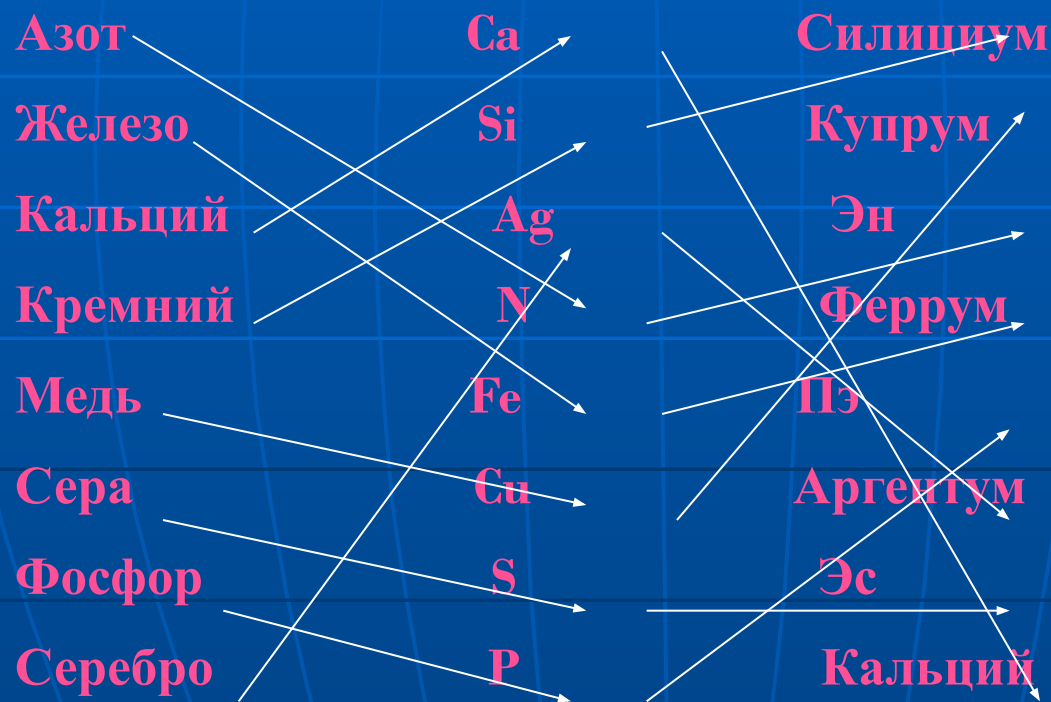 Азот Ca Силициум
Железо Si Купрум
Кальций Ag Эн
Кремний N Феррум
Медь Fe Пэ
Сера Cu Аргентум
Фосфор S Эс
Серебро P Кальций